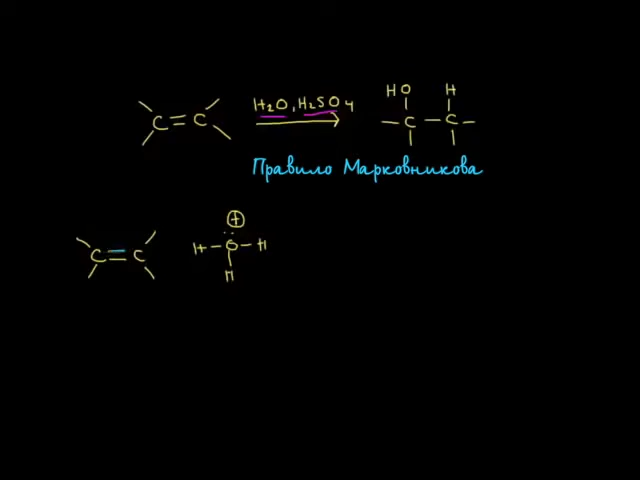 HO H
C = C H₂O, H₂SO₄ C – C
Правило Марковникова
⊕
C = C H – Ö – H
H